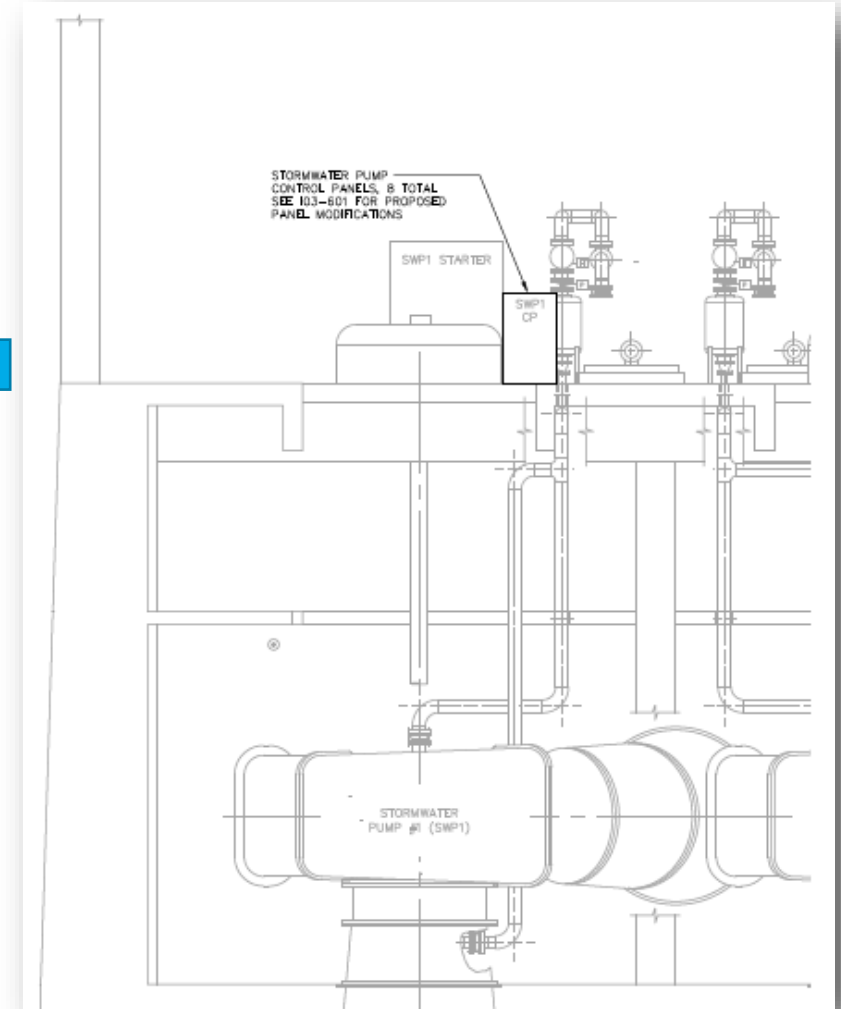 STORMWATER PUMP
CONTROL PANELS, 8 TOTAL
SEE I03-601 FOR PROPOSED
PANEL MODIFICATIONS
SWP1 STARTER
SWP1
CP
STORMWATER
PUMP #1 (SWP1)